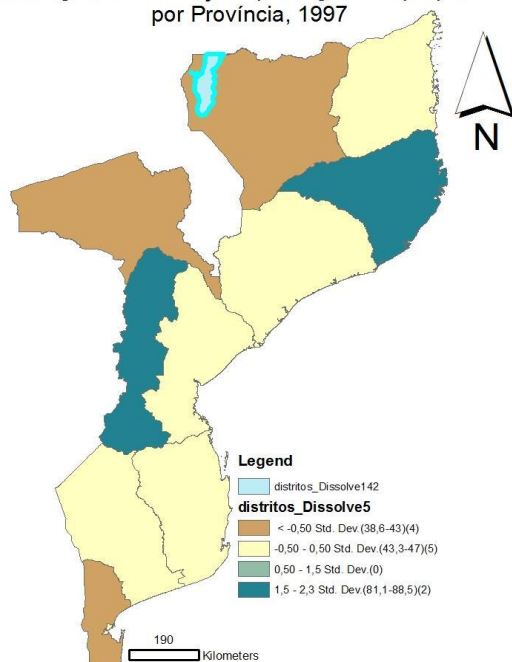 por Província, 1997
N
Legend
distritos_Dissolve142
distritos_Dissolve5
< -0,50 Std. Dev.(38,6-43)(4)
-0,50 - 0,50 Std. Dev.(43,3-47)(5)
0,50 - 1,5 Std. Dev.(0)
1,5 - 2,3 Std. Dev.(81,1-88,5)(2)
190
Kilometers